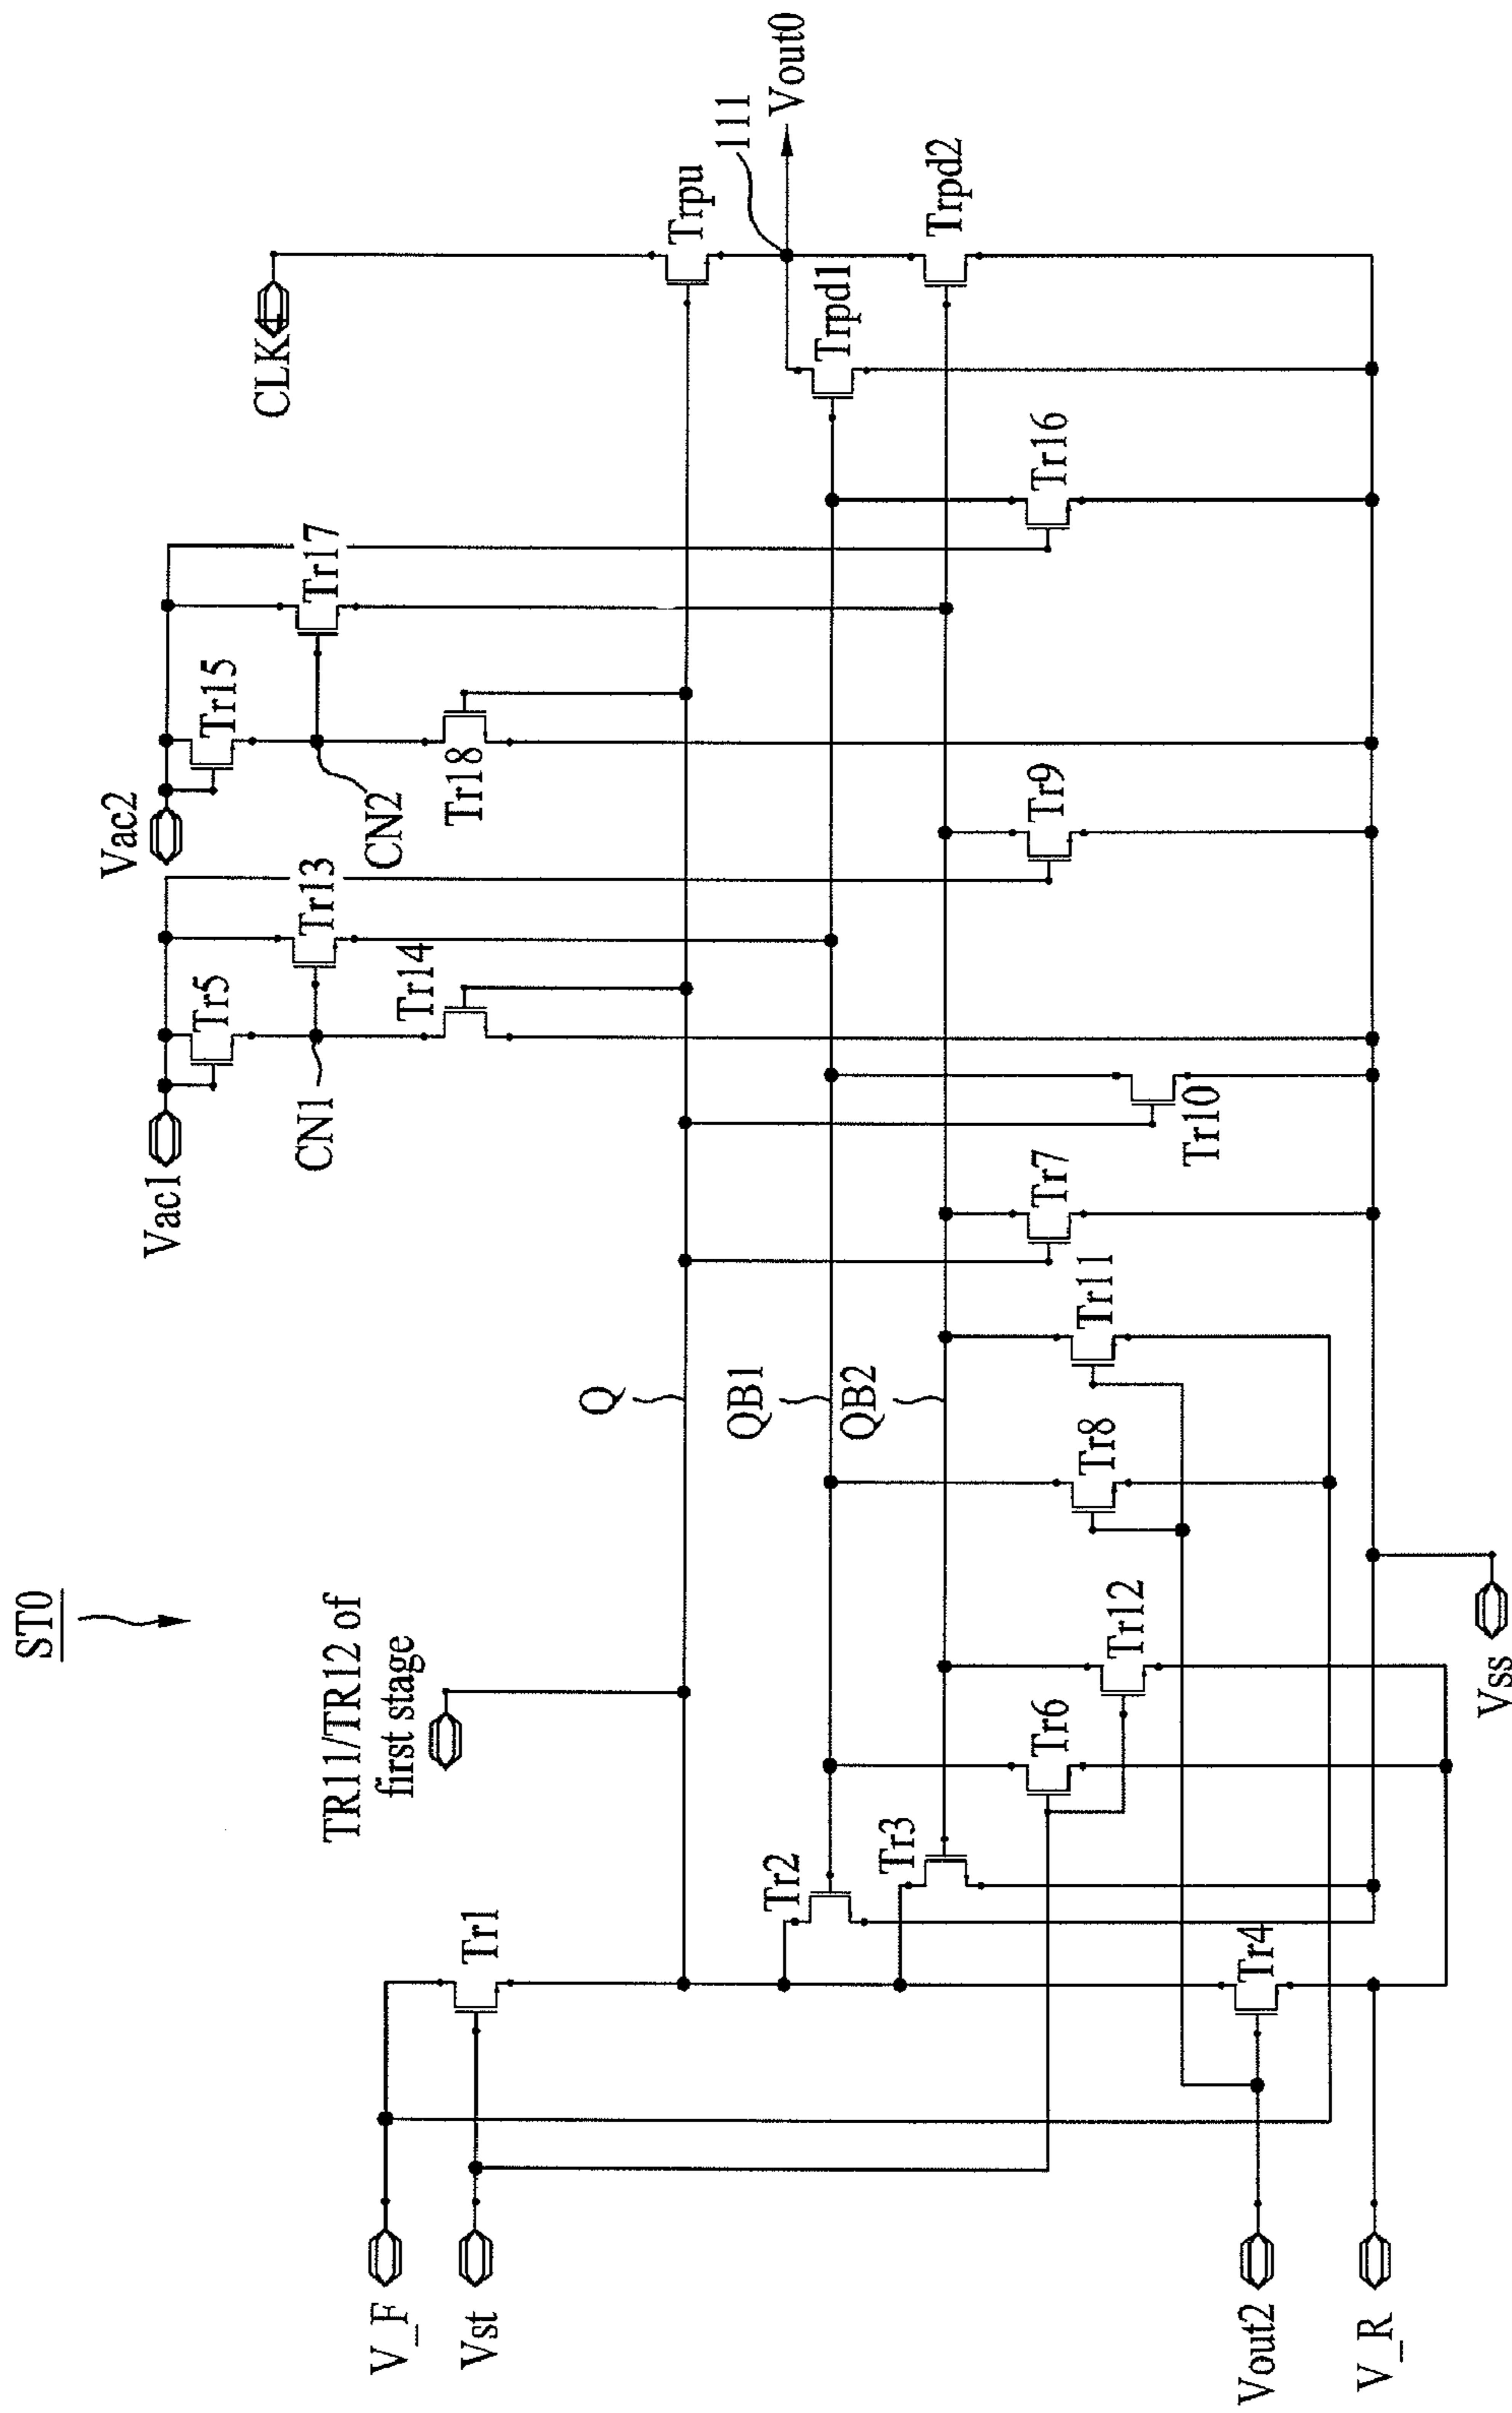 ST0
Vac1
Vac2
Tr5
Tr15
CLK4
CN1
Tr13
Tr17
TR11/TR12 of
first stage
V_F
CN2
Tr14
Tr18
Vst
Tr1
Q
Trpu
QB1
111
Vout0
Tr2
Trpd1
QB2
Tr3
Trpd2
Tr6
Tr7
Tr9
Tr16
Tr12
Tr8
Tr11
Tr10
Vout2
Tr4
V_R
Vss